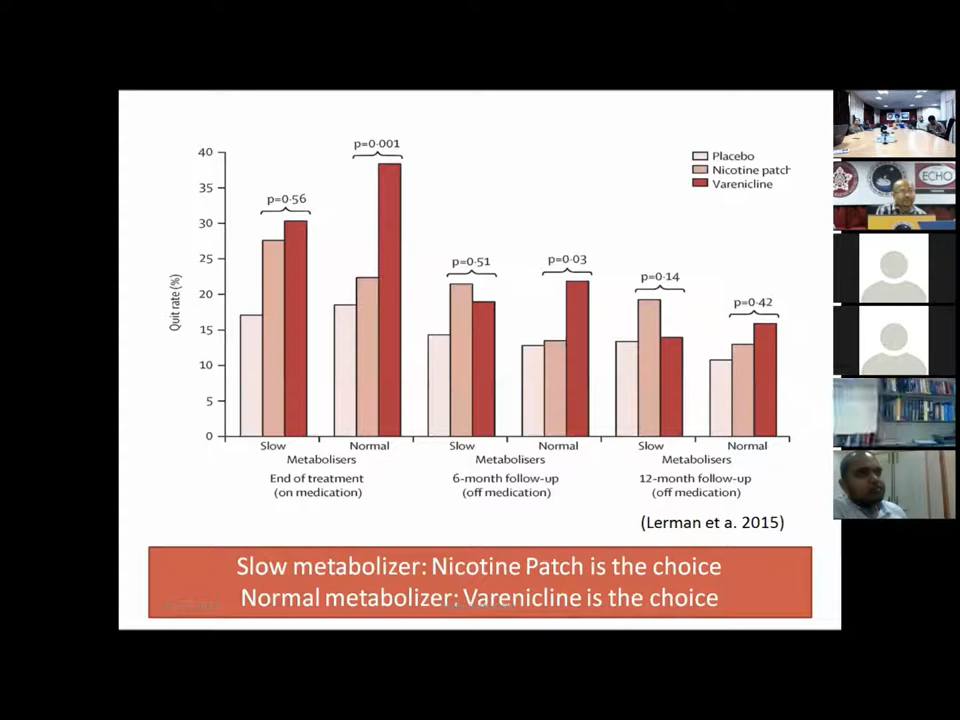 40
35
30
25
20
15
10
5
0
Quit rate (%)
p=0·56
p=0·001
p=0·51
p=0·03
p=0·14
p=0·42
Placebo
Nicotine patch
Varenicline
Slow
Normal
Slow
Normal
Slow
Normal
Metabolisers
Metabolisers
Metabolisers
End of treatment
(on medication)
6-month follow-up
(off medication)
12-month follow-up
(off medication)
(Lerman et a. 2015)
Slow metabolizer: Nicotine Patch is the choice
Normal metabolizer: Varenicline is the choice
ECHO